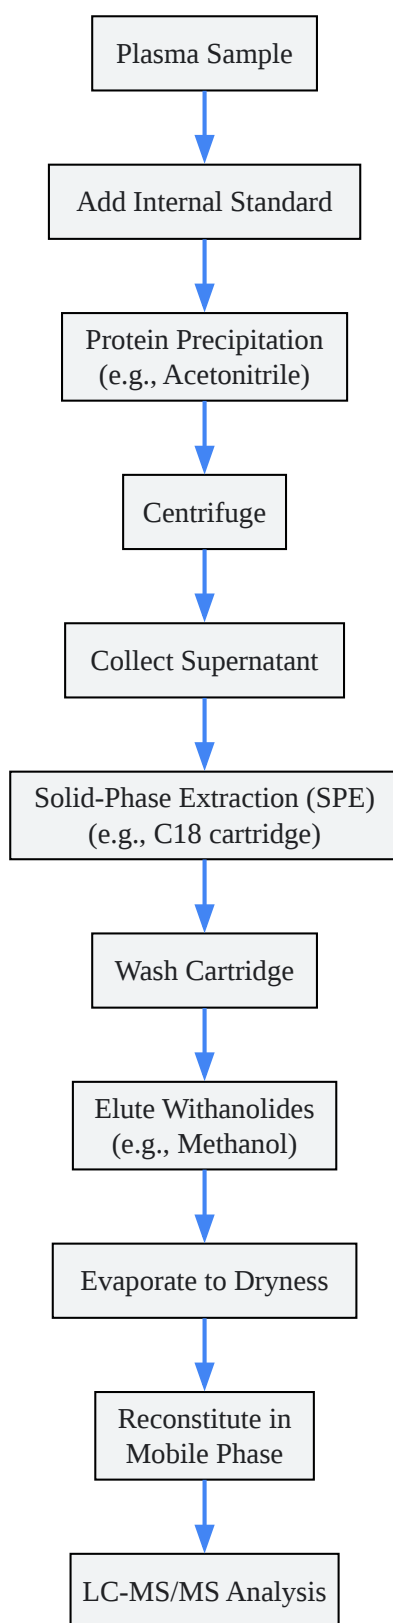 Plasma Sample
Add Internal Standard
Protein Precipitation
(e.g., Acetonitrile)
Centrifuge
Collect Supernatant
Solid-Phase Extraction (SPE)
(e.g., C18 cartridge)
Wash Cartridge
Elute Withanolides
(e.g., Methanol)
Evaporate to Dryness
Reconstitute in
Mobile Phase
LC-MS/MS Analysis